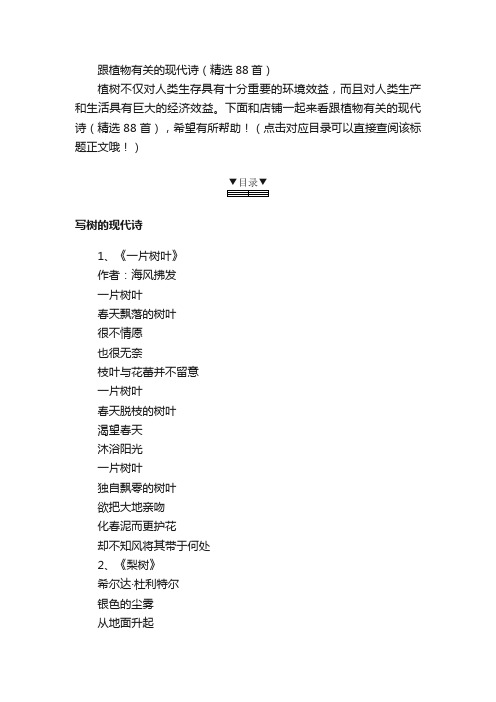 跟植物有关的现代诗（精选88首）
植树不仅对人类生存具有十分重要的环境效益，而且对人类生产
和生活具有巨大的经济效益。下面和店铺一起来看跟植物有关的现代
诗（精选88首），希望有所帮助！（点击对应目录可以直接查阅该标
题正文哦！）
▼目录▼
写树的现代诗
1、《一片树叶》
作者：海风拂发
一片树叶
春天飘落的树叶
很不情愿
也很无奈
枝叶与花蕃并不留意
一片树叶
春天脱枝的树叶
渴望春天
沐浴阳光
一片树叶
独自飘零的树叶
欲把大地亲吻
化春泥而更护花
却不知风将其带于何处
2、《梨树》
希尔达·杜利特尔
银色的尘雾
从地面升起